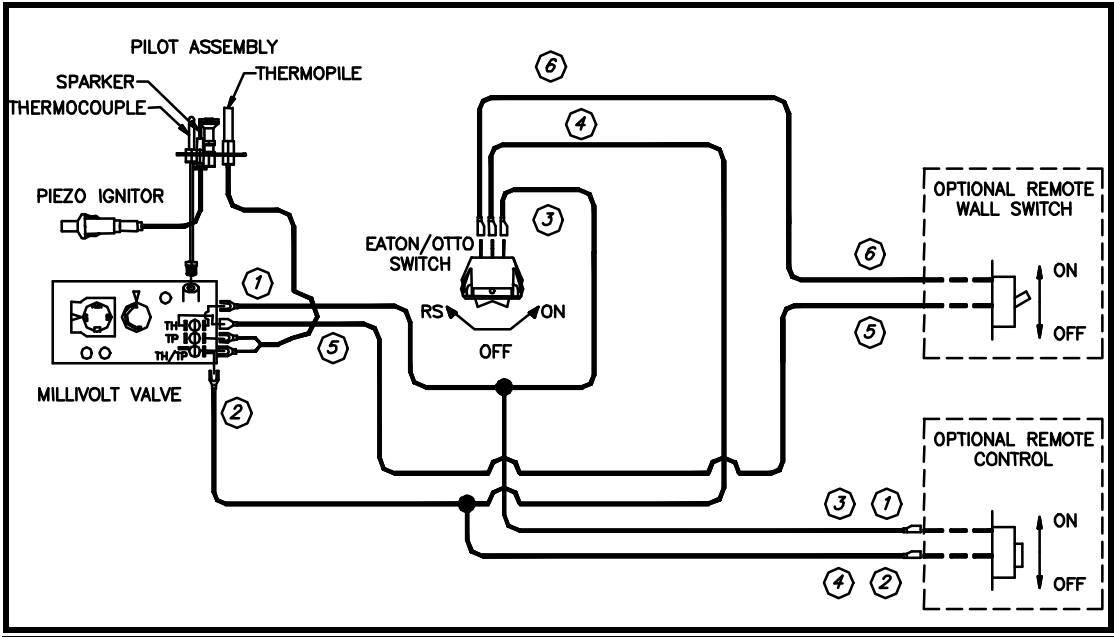 PILOT ASSEMBLY
SPARKER
THERMOPILE
THERMOCOUPLE
PIEZO IGNITOR
6
4
3
EATON/OTTO
SWITCH
RS
ON
OFF
1
TH
TP
TH/TP
5
MILLIVOLT VALVE
2
OPTIONAL REMOTE
WALL SWITCH
6
ON
5
OFF
OPTIONAL REMOTE
CONTROL
3 1
ON
4 2
OFF